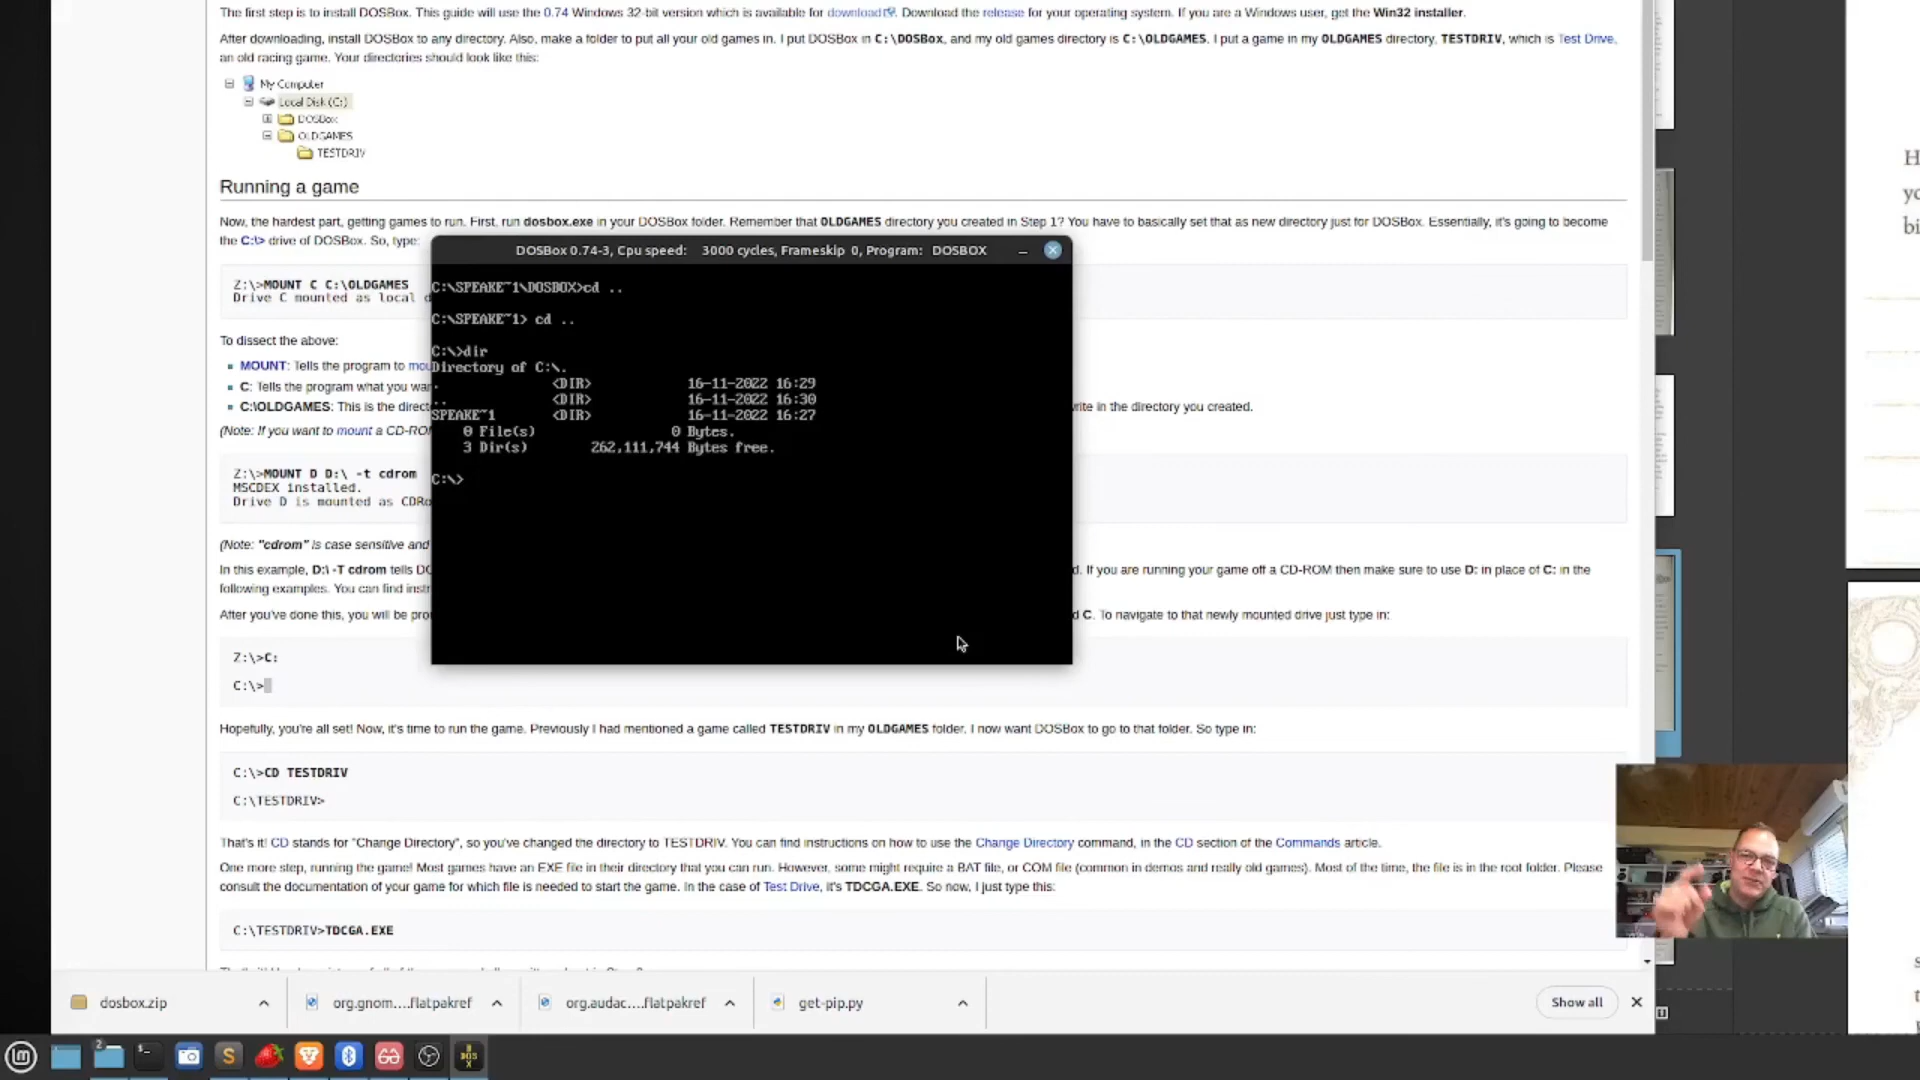 The first step is to install DOSBox. This guide will use the 0.74 Windows 32-bit version which is available for download. Download the release for your operating system. If you are a Windows user, get the Win32 installer.
After downloading, install DOSBox to any directory. Also, make a folder to put all your old games in. I put DOSBox in C:\DOSBox, and my old games directory is C:\OLDGAMES. I put a game in my OLDGAMES directory, TESTDRIV, which is Test Drive,
an old racing game. Your directories should look like this:
My Computer
Local Disk (C:)
DOSBox
OLDGAMES
TESTDRIV
Running a game
Now, the hardest part, getting games to run. First, run dosbox.exe in your DOSBox folder. Remember that OLDGAMES directory you created in Step 1? You have to basically set that as new directory just for DOSBox. Essentially, it's going to become
the C:\> drive of DOSBox. So, type:
DOSBox 0.74-3, Cpu speed: 3000 cycles, Frameskip 0, Program: DOSBOX
C:\SPEAKE~1\DOSBOX>cd ..
C:\SPEAKE~1> cd ..
C:\>dir
Directory of C:\.
. <DIR> 16-11-2022 16:29
.. <DIR> 16-11-2022 16:30
SPEAKE~1 <DIR> 16-11-2022 16:27
0 File(s) 0 Bytes.
3 Dir(s) 262,111,744 Bytes free.
C:\>
Z:\>MOUNT C C:\OLDGAMES
Drive C mounted as local d
To dissect the above:
MOUNT: Tells the program to mou
C: Tells the program what you wa
C:\OLDGAMES: This is the direct rite in the directory you created.
(Note: If you want to mount a CD-RO
Z:\>MOUNT D D:\ -t cdrom
MSCDEX installed.
Drive D is mounted as CDRo
(Note: "cdrom" is case sensitive and
In this example, D:\ -T cdrom tells DO d. If you are running your game off a CD-ROM then make sure to use D: in place of C: in the
following examples. You can find instr
After you've done this, you will be pro d C. To navigate to that newly mounted drive just type in:
Z:\>C:
C:\>
Hopefully, you're all set! Now, it's time to run the game. Previously I had mentioned a game called TESTDRIV in my OLDGAMES folder. I now want DOSBox to go to that folder. So type in:
C:\>CD TESTDRIV
C:\TESTDRIV>
That's it! CD stands for "Change Directory", so you've changed the directory to TESTDRIV. You can find instructions on how to use the Change Directory command, in the CD section of the Commands article.
One more step, running the game! Most games have an EXE file in their directory that you can run. However, some might require a BAT file, or COM file (common in demos and really old games). Most of the time, the file is in the root folder. Please
consult the documentation of your game for which file is needed to start the game. In the case of Test Drive, it's TDCGA.EXE. So now, I just type this:
C:\TESTDRIV>TDCGA.EXE
dosbox.zip
org.gnom....flatpakref
org.audac....flatpakref
get-pip.py
Show all
H
yo
bi
2
S
DOS